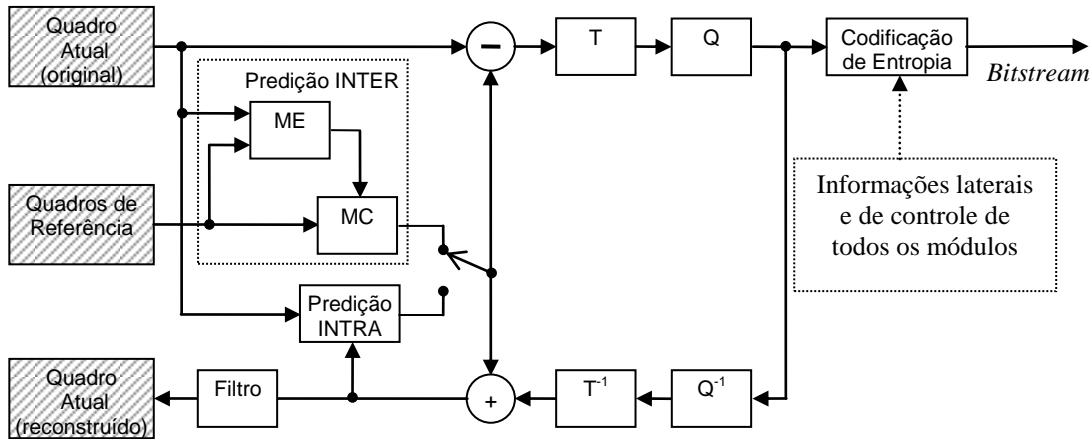 Quadro
Atual
(original)
Predição INTER
ME
MC
Quadros de
Referência
Predição
INTRA
Quadro
Atual
(reconstruído)
Filtro
−
+
T
Q
T-1
Q-1
Codificação
de Entropia
Bitstream
Informações laterais
e de controle de
todos os módulos